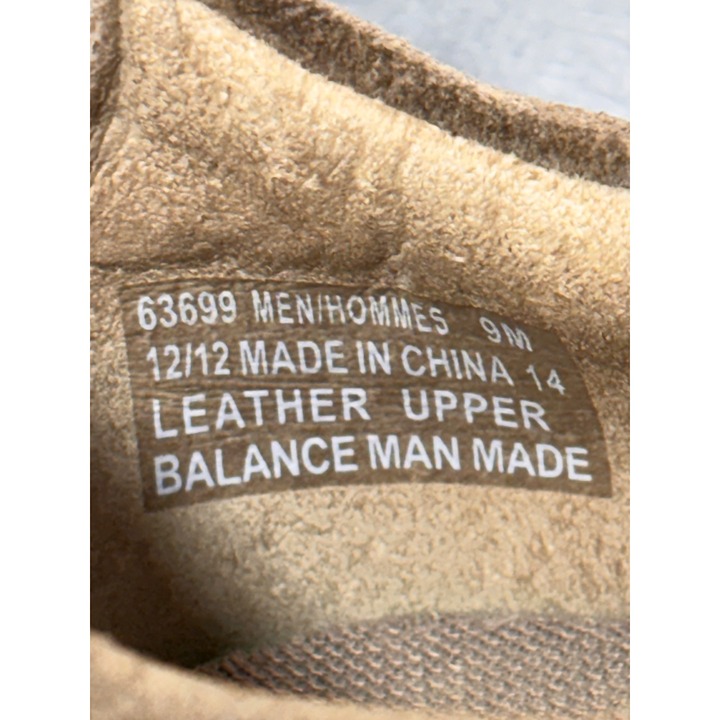 63699 MEN/HOMMES 9M
12/12 MADE IN CHINA 14
LEATHER UPPER
BALANCE MAN MADE